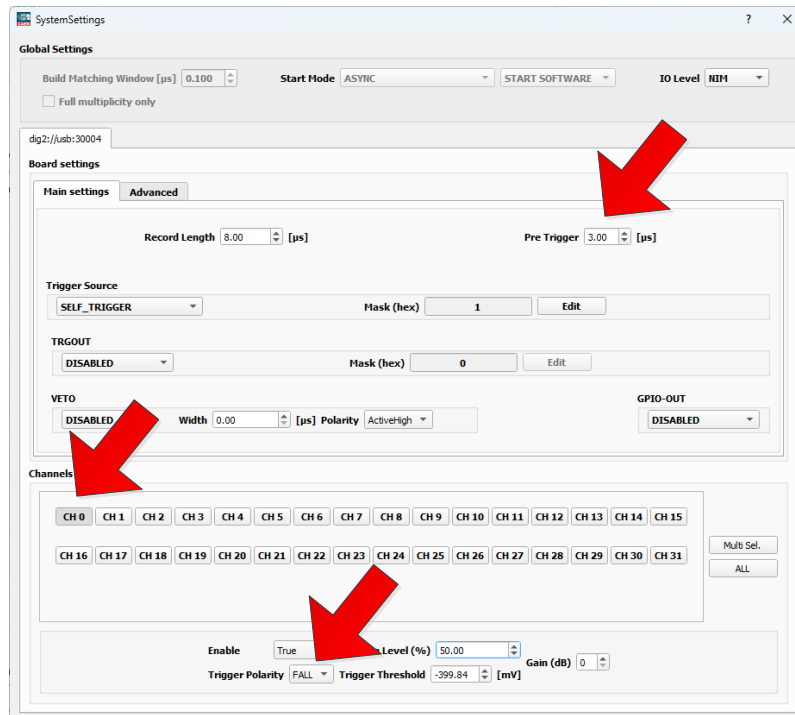 SystemSettings ? ×
Global Settings
Build Matching Window [µs] 0.100 Start Mode ASYNC START SOFTWARE IO Level NIM
Full multiplicity only
dig2://usb:30004
Board settings
Main settings Advanced
Record Length 8.00 [µs] Pre Trigger 3.00 [µs]
Trigger Source
SELF_TRIGGER Mask (hex) 1 Edit
TRGOUT
DISABLED Mask (hex) 0 Edit
VETO GPIO-OUT
DISABLED Width 0.00 [µs] Polarity ActiveHigh DISABLED
Channels
CH 0 CH 1 CH 2 CH 3 CH 4 CH 5 CH 6 CH 7 CH 8 CH 9 CH 10 CH 11 CH 12 CH 13 CH 14 CH 15
CH 16 CH 17 CH 18 CH 19 CH 20 CH 21 CH 22 CH 23 CH 24 CH 25 CH 26 CH 27 CH 28 CH 29 CH 30 CH 31
Multi Sel.
ALL
Enable True Level (%) 50.00
Gain (dB) 0
Trigger Polarity FALL Trigger Threshold -399.84 [mV]